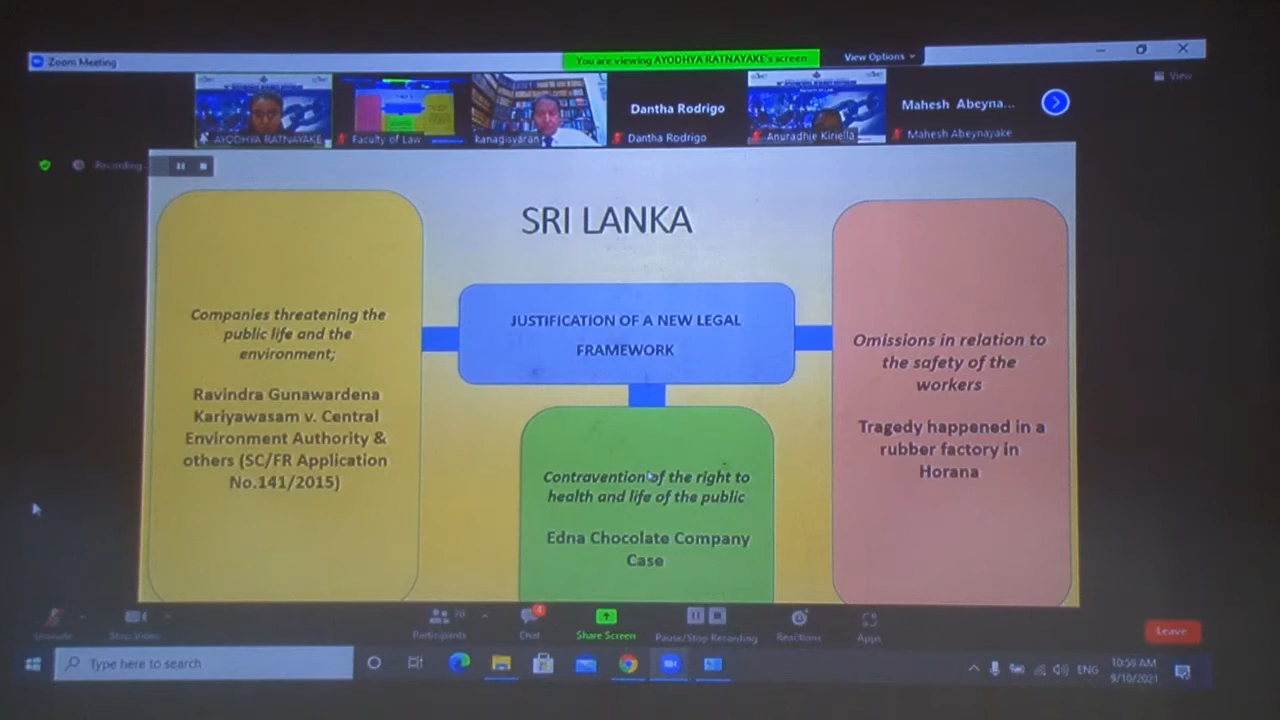 Zoom Meeting
You are viewing AYODHYA RATNAYAKE's screen
View Options
View
AYODHYA RATNAYAKE
Faculty of Law
kanagisvaran
Dantha Rodrigo
Dantha Rodrigo
Anuradhie Kiriella
Mahesh Abeyna...
Mahesh Abeynayake
Recording
SRI LANKA
Companies threatening the
public life and the
environment;
Ravindra Gunawardena
Kariyawasam v. Central
Environment Authority &
others (SC/FR Application
No.141/2015)
JUSTIFICATION OF A NEW LEGAL
FRAMEWORK
Contravention of the right to
health and life of the public
Edna Chocolate Company
Case
Omissions in relation to
the safety of the
workers
Tragedy happened in a
rubber factory in
Horana
Unmute
Stop Video
Participants
Chat
Share Screen
Pause/Stop Recording
Reactions
Apps
Leave
Type here to search
ENG
10:59 AM
9/10/2021